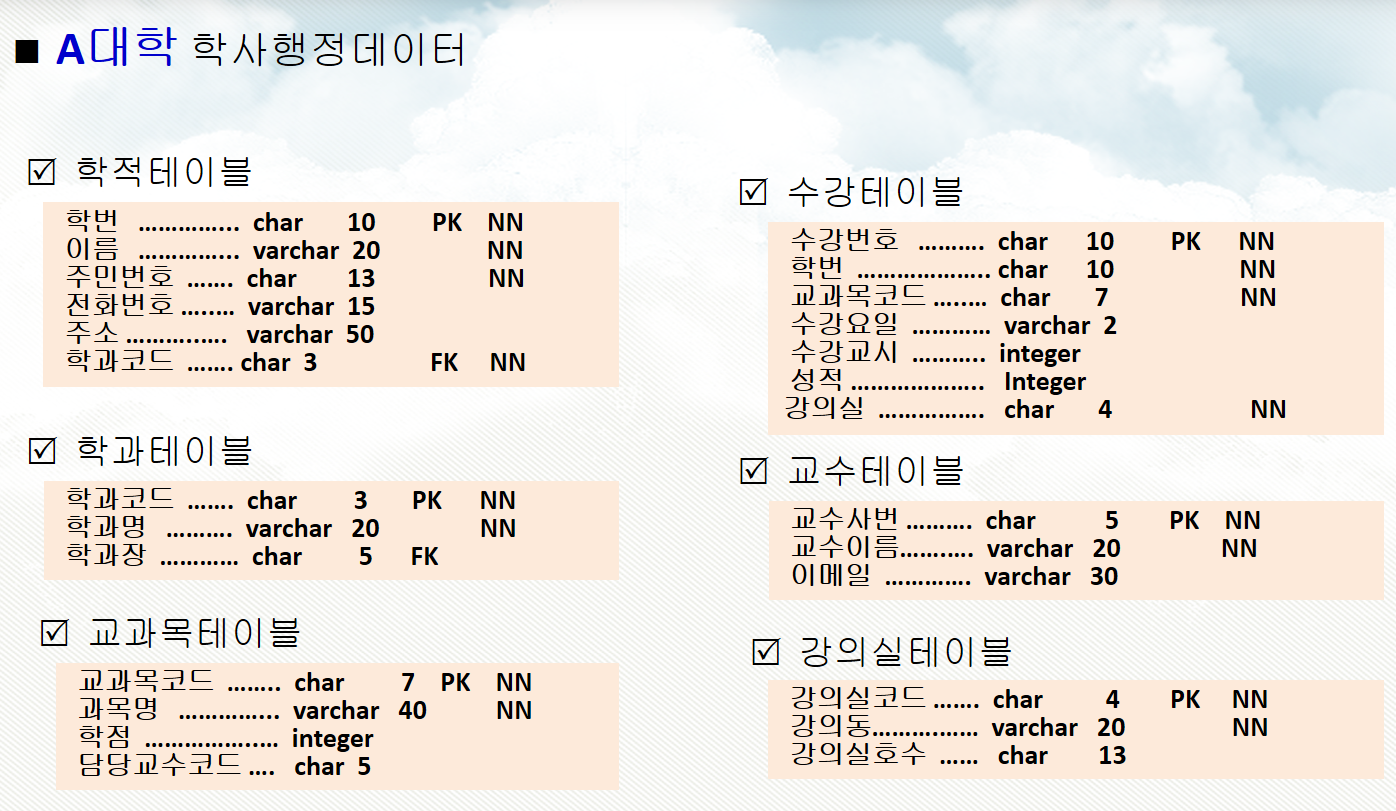 ■ A대학 학사행정데이터
☑ 학적테이블
학번 …………... char 10 PK NN
이름 …………... varchar 20 NN
주민번호 ……. char 13 NN
전화번호 …..… varchar 15
주소 ………..…. varchar 50
학과코드 ……. char 3 FK NN
☑ 학과테이블
학과코드 ……. char 3 PK NN
학과명 ………. varchar 20 NN
학과장 ………… char 5 FK
☑ 교과목테이블
교과목코드 …….. char 7 PK NN
과목명 …………... varchar 40 NN
학점 ……………..… integer
담당교수코드 …. char 5
☑ 수강테이블
수강번호 ………. char 10 PK NN
학번 ……………….. char 10 NN
교과목코드 …..… char 7 NN
수강요일 ………… varchar 2
수강교시 ……….. integer
성적 ……………….. Integer
강의실 ……………. char 4 NN
☑ 교수테이블
교수사번 ………. char 5 PK NN
교수이름…….…. varchar 20 NN
이메일 …………. varchar 30
☑ 강의실테이블
강의실코드 ……. char 4 PK NN
강의동……….…… varchar 20 NN
강의실호수 …… char 13